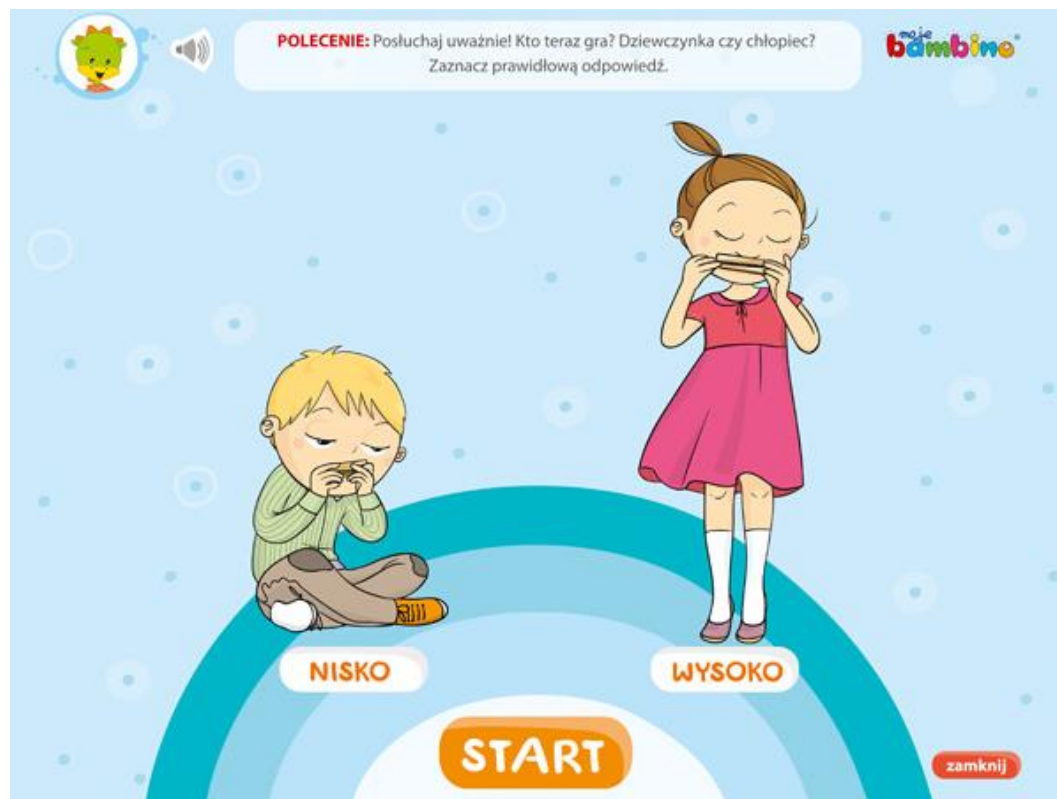 POLECENIE: Posłuchaj uważnie! Kto teraz gra? Dziewczynka czy chłopiec?
Zaznacz prawidłową odpowiedź.
moje
bambino
NISKO
WYSOKO
START
zamknij